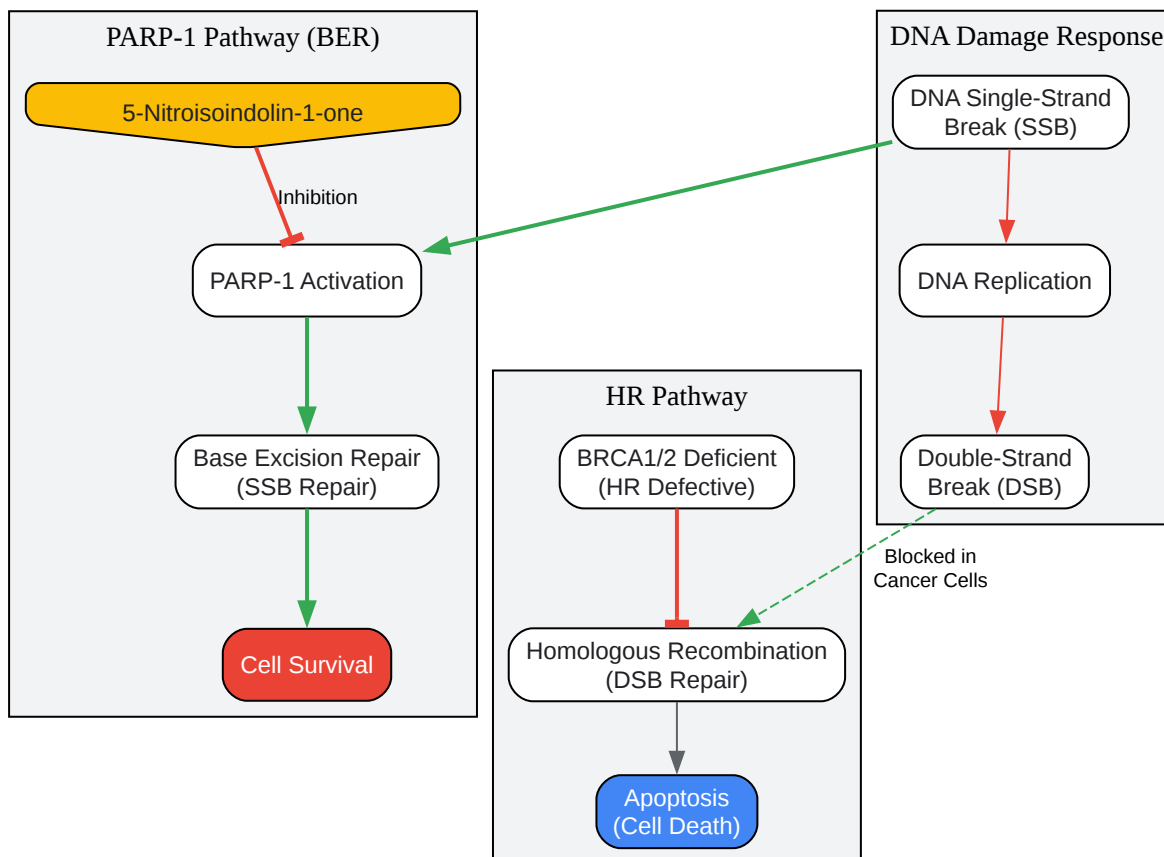 PARP-1 Pathway (BER)
5-Nitroisoindolin-1-one
Inhibition
PARP-1 Activation
Base Excision Repair
(SSB Repair)
Cell Survival
DNA Damage Response
DNA Single-Strand
Break (SSB)
DNA Replication
Double-Strand
Break (DSB)
Blocked in
Cancer Cells
HR Pathway
BRCA1/2 Deficient
(HR Defective)
Homologous Recombination
(DSB Repair)
Apoptosis
(Cell Death)